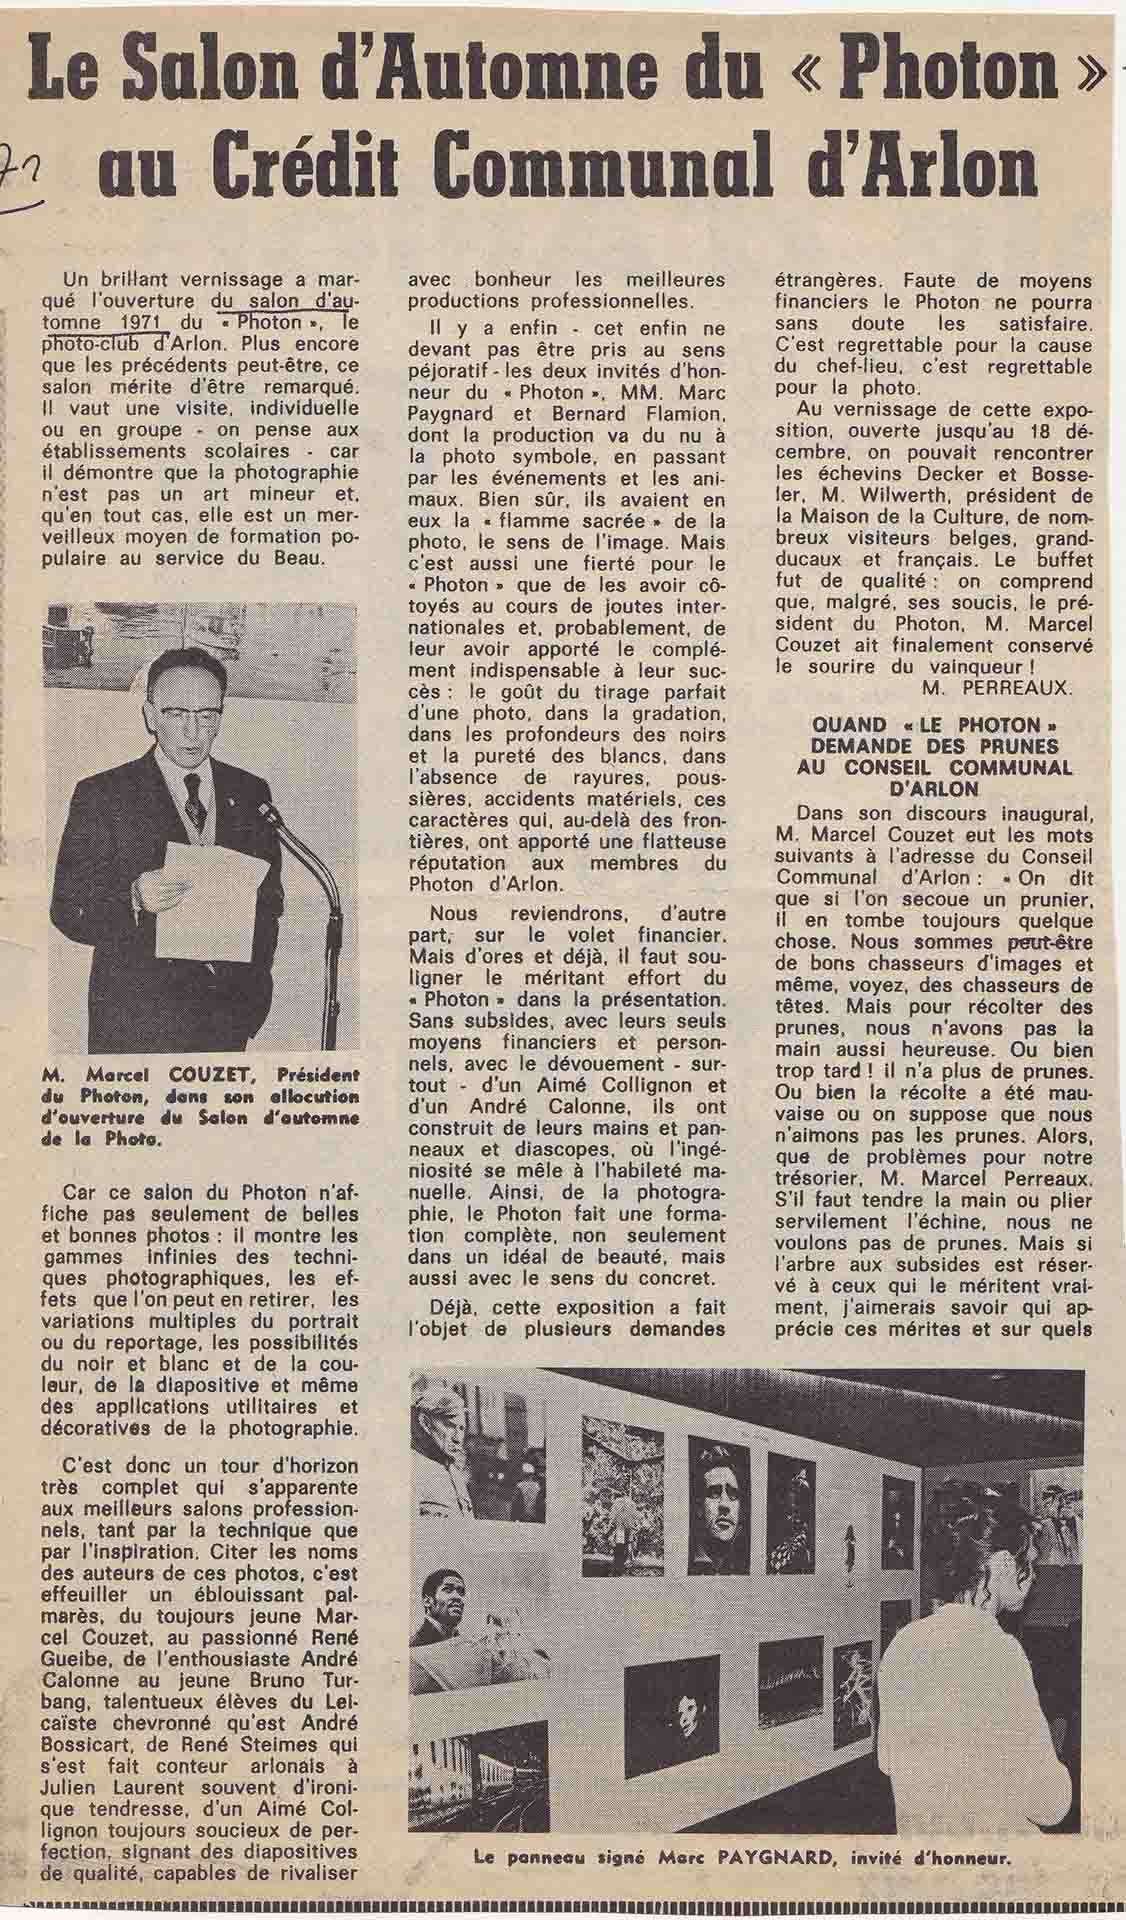 Le Salon d'Automne du « Photon »
au Crédit Communal d'Arlon
71
Un brillant vernissage a mar-
qué l'ouverture du salon d'au-
tomne 1971 du « Photon », le
photo-club d'Arlon. Plus encore
que les précédents peut-être, ce
salon mérite d'être remarqué.
Il vaut une visite, individuelle
ou en groupe - on pense aux
établissements scolaires - car
il démontre que la photographie
n'est pas un art mineur et,
qu'en tout cas, elle est un mer-
veilleux moyen de formation po-
pulaire au service du Beau.
M. Marcel COUZET, Président
du Photon, dans son allocution
d'ouverture du Salon d'automne
de la Photo.
Car ce salon du Photon n'af-
fiche pas seulement de belles
et bonnes photos : il montre les
gammes infinies des techni-
ques photographiques, les ef-
fets que l'on peut en retirer, les
variations multiples du portrait
ou du reportage, les possibilités
du noir et blanc et de la cou-
leur, de la diapositive et même
des applications utilitaires et
décoratives de la photographie.
C'est donc un tour d'horizon
très complet qui s'apparente
aux meilleurs salons profession-
nels, tant par la technique que
par l'inspiration. Citer les noms
des auteurs de ces photos, c'est
effeuiller un éblouissant pal-
marès, du toujours jeune Mar-
cel Couzet, au passionné René
Gueibe, de l'enthousiaste André
Calonne au jeune Bruno Tur-
bang, talentueux élèves du Lei-
caïste chevronné qu'est André
Bossicart, de René Steimes qui
s'est fait conteur arlonais à
Julien Laurent souvent d'ironi-
que tendresse, d'un Aimé Col-
lignon toujours soucieux de per-
fection, signant des diapositives
de qualité, capables de rivaliser
avec bonheur les meilleures
productions professionnelles.
Il y a enfin - cet enfin ne
devant pas être pris au sens
péjoratif - les deux invités d'hon-
neur du « Photon », MM. Marc
Paygnard et Bernard Flamion,
dont la production va du nu à
la photo symbole, en passant
par les événements et les ani-
maux. Bien sûr, ils avaient en
eux la « flamme sacrée » de la
photo, le sens de l'image. Mais
c'est aussi une fierté pour le
« Photon » que de les avoir cô-
toyés au cours de joutes inter-
nationales et, probablement, de
leur avoir apporté le complé-
ment indispensable à leur suc-
cès : le goût du tirage parfait
d'une photo, dans la gradation,
dans les profondeurs des noirs
et la pureté des blancs, dans
l'absence de rayures, pous-
sières, accidents matériels, ces
caractères qui, au-delà des fron-
tières, ont apporté une flatteuse
réputation aux membres du
Photon d'Arlon.
Nous reviendrons, d'autre
part, sur le volet financier.
Mais d'ores et déjà, il faut sou-
ligner le méritant effort du
« Photon » dans la présentation.
Sans subsides, avec leurs seuls
moyens financiers et person-
nels, avec le dévouement - sur-
tout - d'un Aimé Collignon et
d'un André Calonne, ils ont
construit de leurs mains et pan-
neaux et diascopes, où l'ingé-
niosité se mêle à l'habileté ma-
nuelle. Ainsi, de la photogra-
phie, le Photon fait une forma-
tion complète, non seulement
dans un idéal de beauté, mais
aussi avec le sens du concret.
Déjà, cette exposition a fait
l'objet de plusieurs demandes
étrangères. Faute de moyens
financiers le Photon ne pourra
sans doute les satisfaire.
C'est regrettable pour la cause
du chef-lieu, c'est regrettable
pour la photo.
Au vernissage de cette expo-
sition, ouverte jusqu'au 18 dé-
cembre, on pouvait rencontrer
les échevins Decker et Bosse-
ler, M. Wilwerth, président de
la Maison de la Culture, de nom-
breux visiteurs belges, grand-
ducaux et français. Le buffet
fut de qualité : on comprend
que, malgré, ses soucis, le pré-
sident du Photon, M. Marcel
Couzet ait finalement conservé
le sourire du vainqueur !
M. PERREAUX.
QUAND « LE PHOTON »
DEMANDE DES PRUNES
AU CONSEIL COMMUNAL
D'ARLON
Dans son discours inaugural,
M. Marcel Couzet eut les mots
suivants à l'adresse du Conseil
Communal d'Arlon : « On dit
que si l'on secoue un prunier,
il en tombe toujours quelque
chose. Nous sommes peut-être
de bons chasseurs d'images et
même, voyez, des chasseurs de
têtes. Mais pour récolter des
prunes, nous n'avons pas la
main aussi heureuse. Ou bien
trop tard ! il n'a plus de prunes.
Ou bien la récolte a été mau-
vaise ou on suppose que nous
n'aimons pas les prunes. Alors,
que de problèmes pour notre
trésorier, M. Marcel Perreaux.
S'il faut tendre la main ou plier
servilement l'échine, nous ne
voulons pas de prunes. Mais si
l'arbre aux subsides est réser-
vé à ceux qui le méritent vrai-
ment, j'aimerais savoir qui ap-
précie ces mérites et sur quels
Le panneau signé Marc PAYGNARD, invité d'honneur.